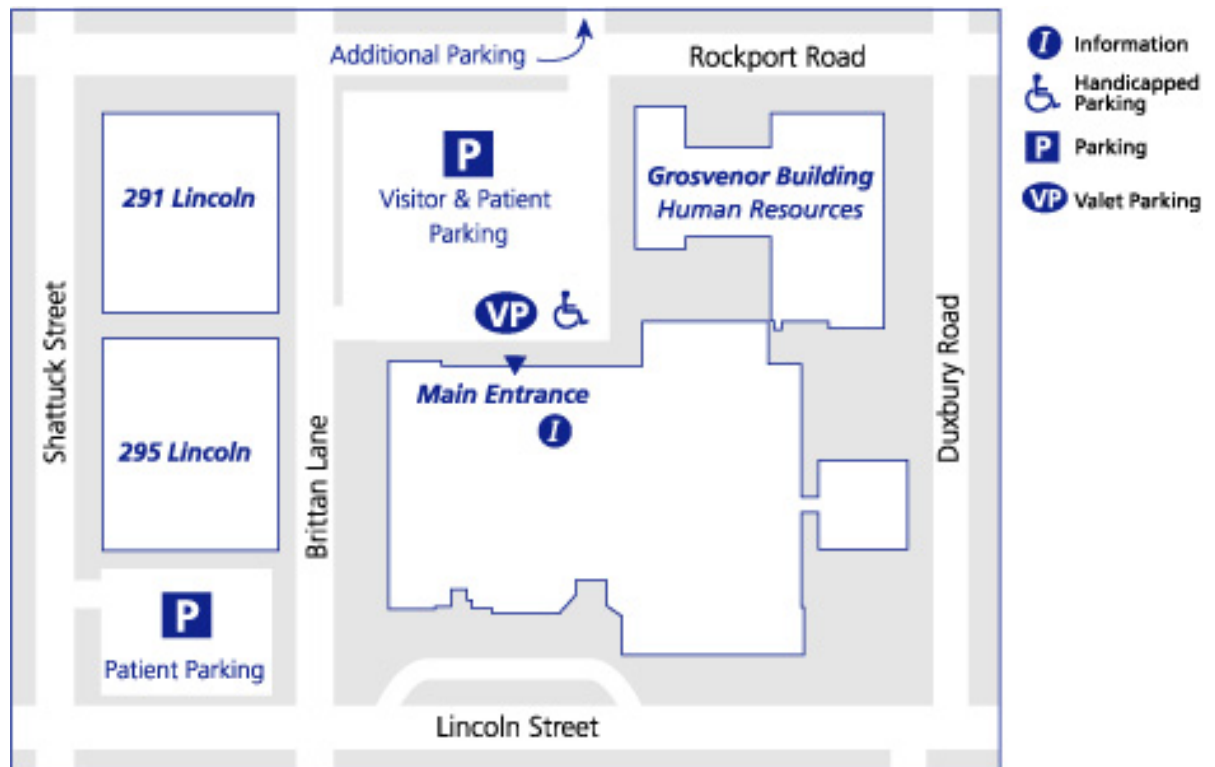 Additional Parking
Rockport Road
I Information
Handicapped
Parking
P Parking
VP Valet Parking
291 Lincoln
P
Visitor & Patient
Parking
Grosvenor Building
Human Resources
VP
Main Entrance
I
295 Lincoln
Shattuck Street
Brittan Lane
Duxbury Road
P
Patient Parking
Lincoln Street